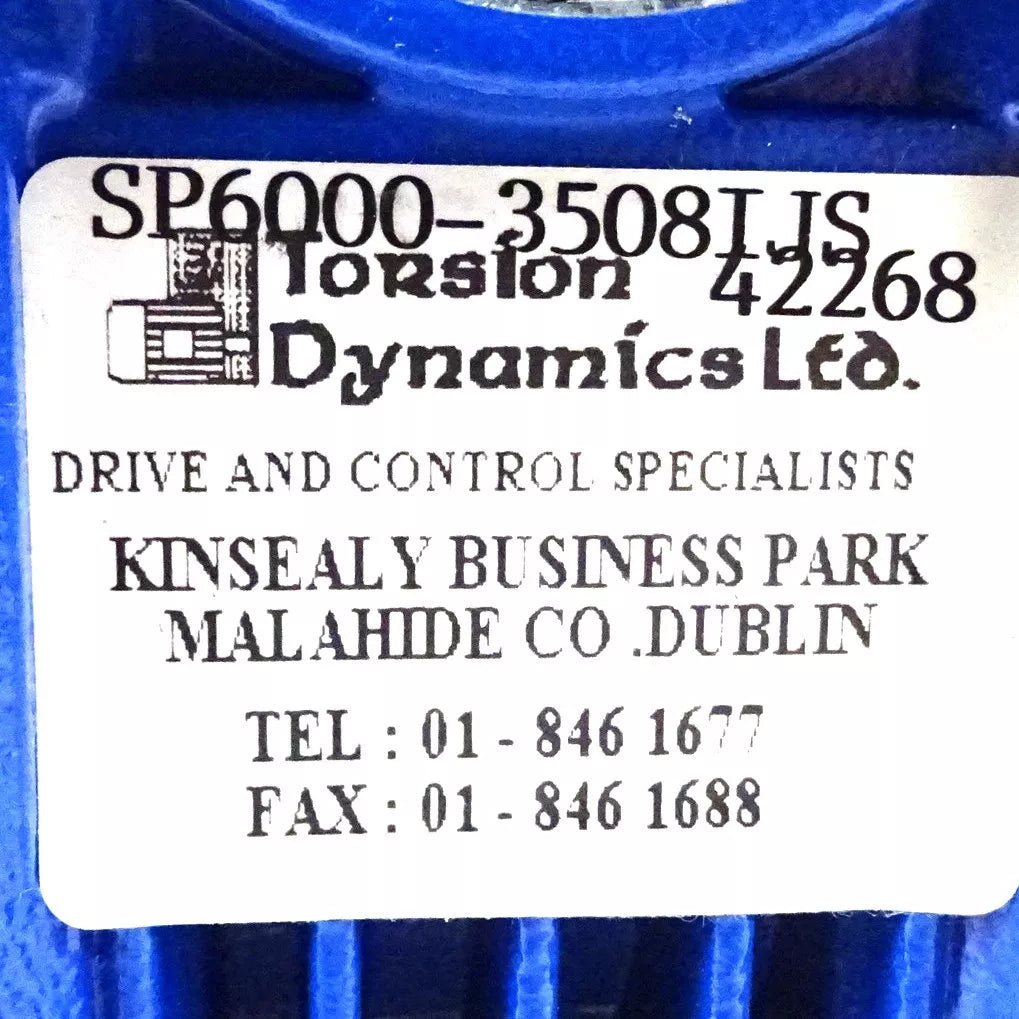 SP6000-3508IJS
42268
Torsion
Dynamics Ltd.
DRIVE AND CONTROL SPECIALISTS
KINSEALY BUSINESS PARK
MALAHIDE CO .DUBLIN
TEL : 01 - 846 1677
FAX : 01 - 846 1688